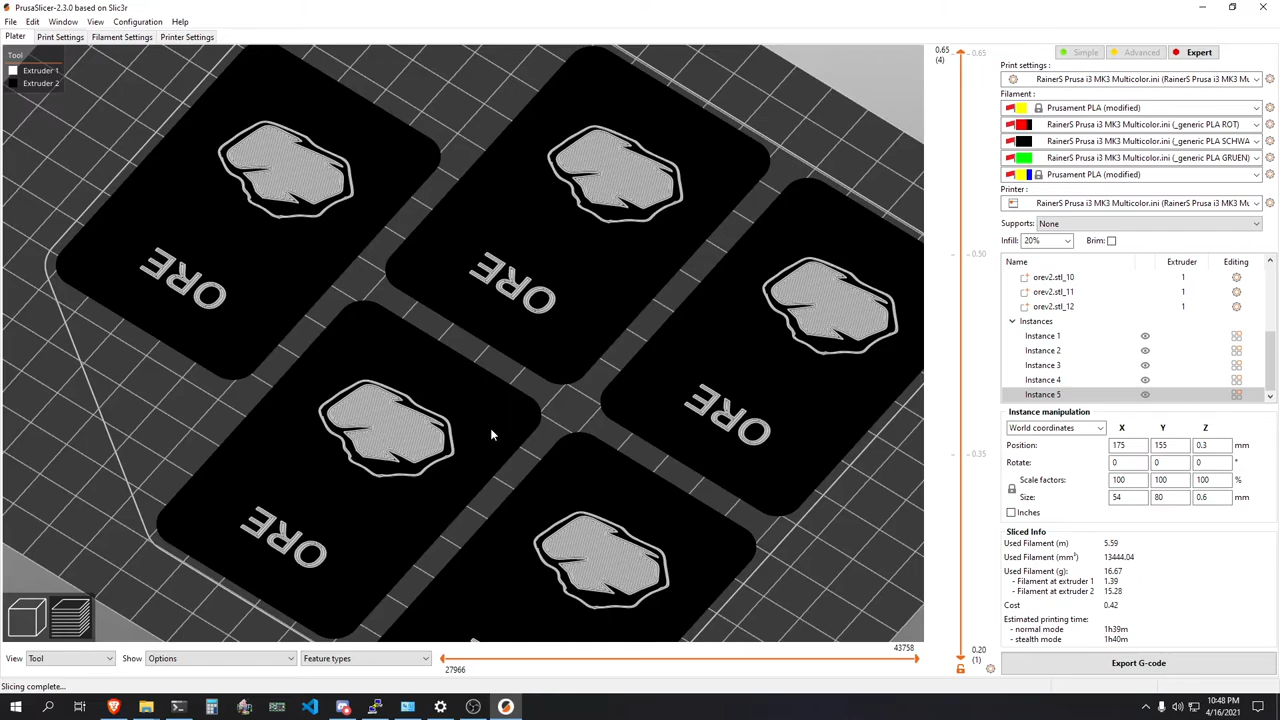 PrusaSlicer-2.3.0 based on Slic3r
File Edit Window View Configuration Help
Plater Print Settings Filament Settings Printer Settings
Tool
Extruder 1
Extruder 2
ORE
ORE
ORE
ORE
0.65
(4)
0.65
0.50
0.35
0.20
(1)
Simple Advanced Expert
Print settings :
RainerS Prusa i3 MK3 Multicolor.ini (RainerS Prusa i3 MK3 Mu
Filament :
Prusament PLA (modified)
RainerS Prusa i3 MK3 Multicolor.ini (_generic PLA ROT)
RainerS Prusa i3 MK3 Multicolor.ini (_generic PLA SCHWA
RainerS Prusa i3 MK3 Multicolor.ini (_generic PLA GRUEN)
Prusament PLA (modified)
Printer :
RainerS Prusa i3 MK3 Multicolor.ini (RainerS Prusa i3 MK3 Mu
Supports: None
Infill: 20% Brim:
Name Extruder Editing
orev2.stl_10 1
orev2.stl_11 1
orev2.stl_12 1
Instances
Instance 1
Instance 2
Instance 3
Instance 4
Instance 5
Instance manipulation
World coordinates X Y Z
Position: 175 155 0.3 mm
Rotate: 0 0 0 °
Scale factors: 100 100 100 %
Size: 54 80 0.6 mm
Inches
Sliced Info
Used Filament (m) 5.59
Used Filament (mm³) 13444.04
Used Filament (g) 16.67
- Filament at extruder 1 1.39
- Filament at extruder 2 15.28
Cost 0.42
Estimated printing time:
- normal mode 1h39m
- stealth mode 1h40m
Export G-code
View Tool Show Options Feature types
43758
27966
Slicing complete...
10:48 PM
4/16/2021